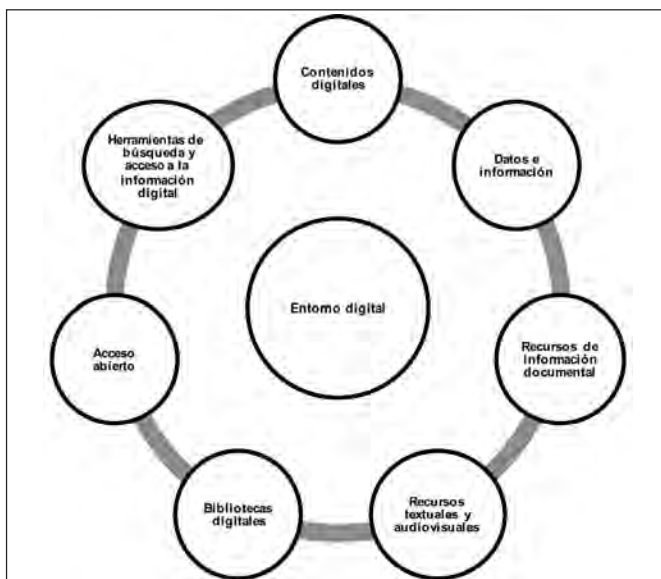 Contenidos
digitales
Datos e
información
Recursos de
información
documental
Recursos
textuales y
audiovisuales
Bibliotecas
digitales
Acceso
abierto
Herramientas de
búsqueda y
acceso a la
información
digital
Entorno digital